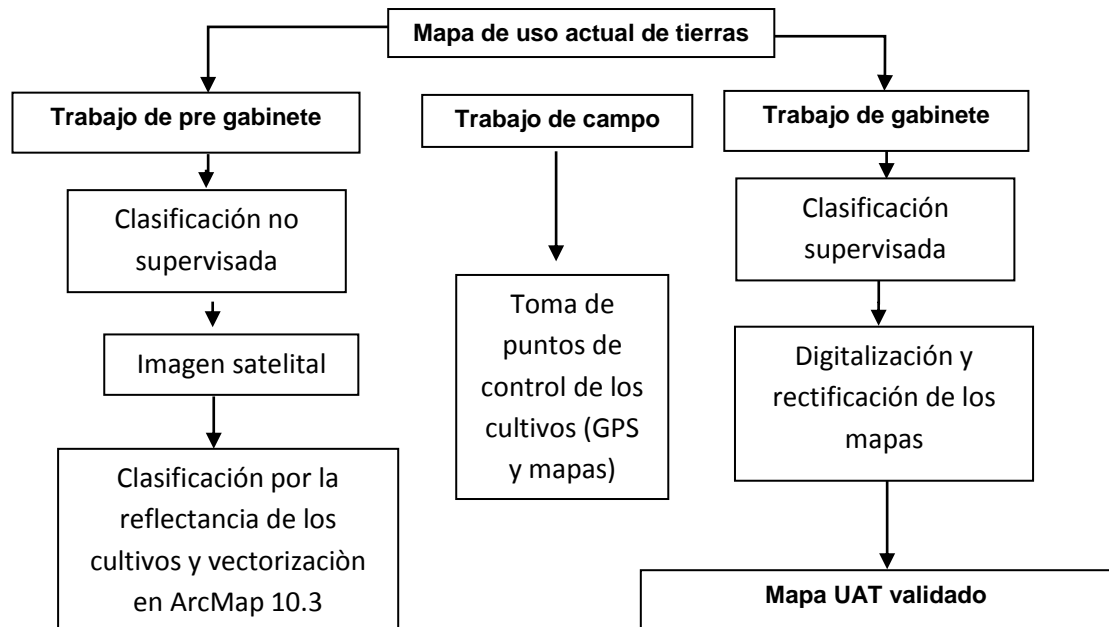 Mapa de uso actual de tierras
Trabajo de pre gabinete
Trabajo de campo
Trabajo de gabinete
Clasificación no
supervisada
Imagen satelital
Clasificación por la
reflectancia de los
cultivos y vectorizaciòn
en ArcMap 10.3
Toma de
puntos de
control de los
cultivos (GPS
y mapas)
Clasificación
supervisada
Digitalización y
rectificación de los
mapas
Mapa UAT validado